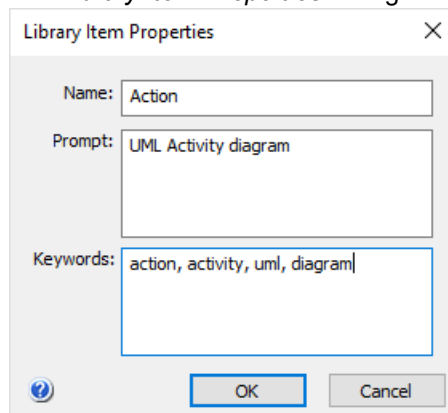 Library Item Properties
Name: Action
Prompt: UML Activity diagram
Keywords: action, activity, uml, diagram
OK Cancel